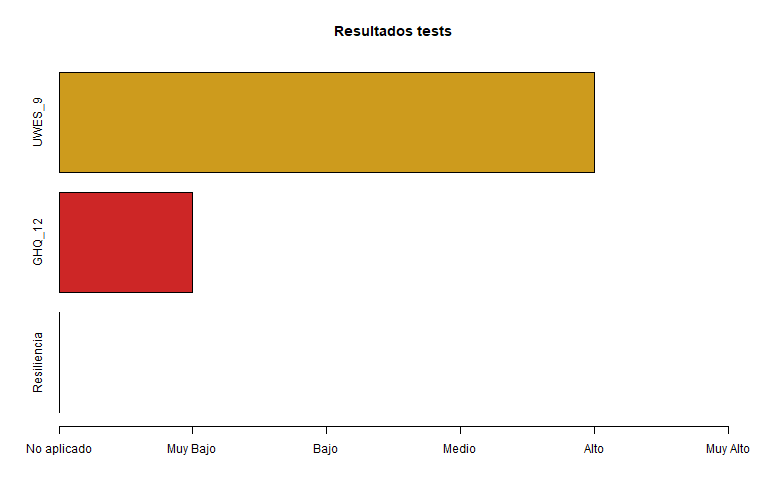 Resultados tests
UWES_9
GHQ_12
Resiliencia
No aplicado Muy Bajo Bajo Medio Alto Muy Alto